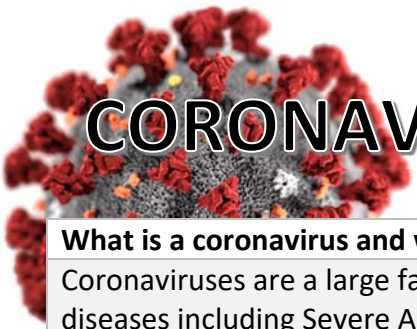 CORONAV
What is a coronavirus and
Coronaviruses are a large fa
diseases including Severe A